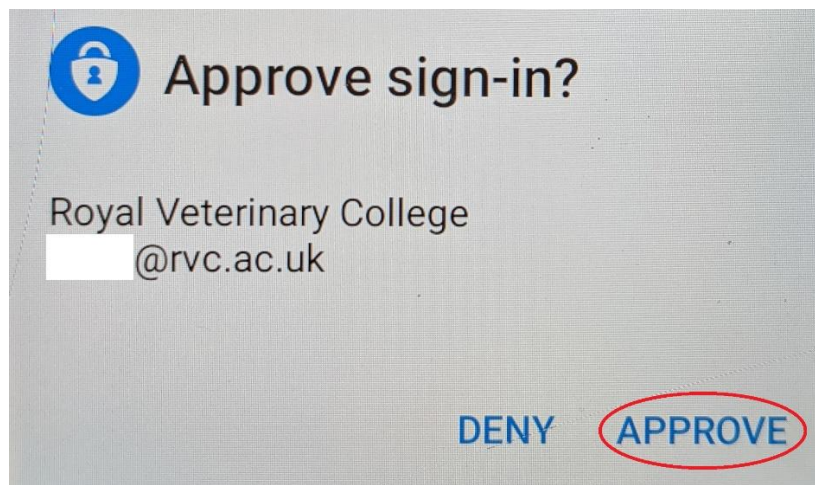 Approve sign-in?
Royal Veterinary College
@rvc.ac.uk
DENY APPROVE